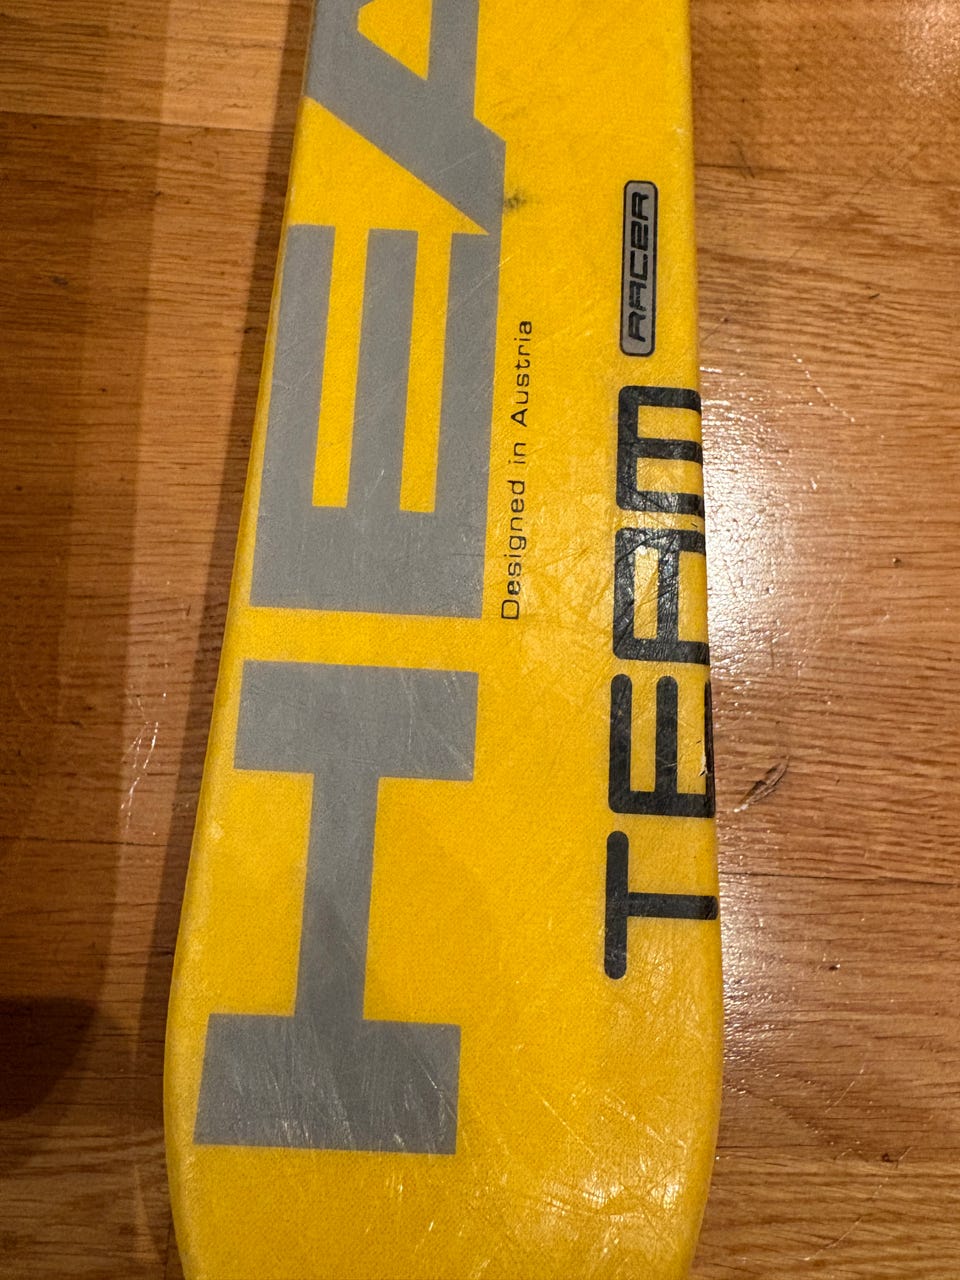 HEA
Designed in Austria
TEAM RACER